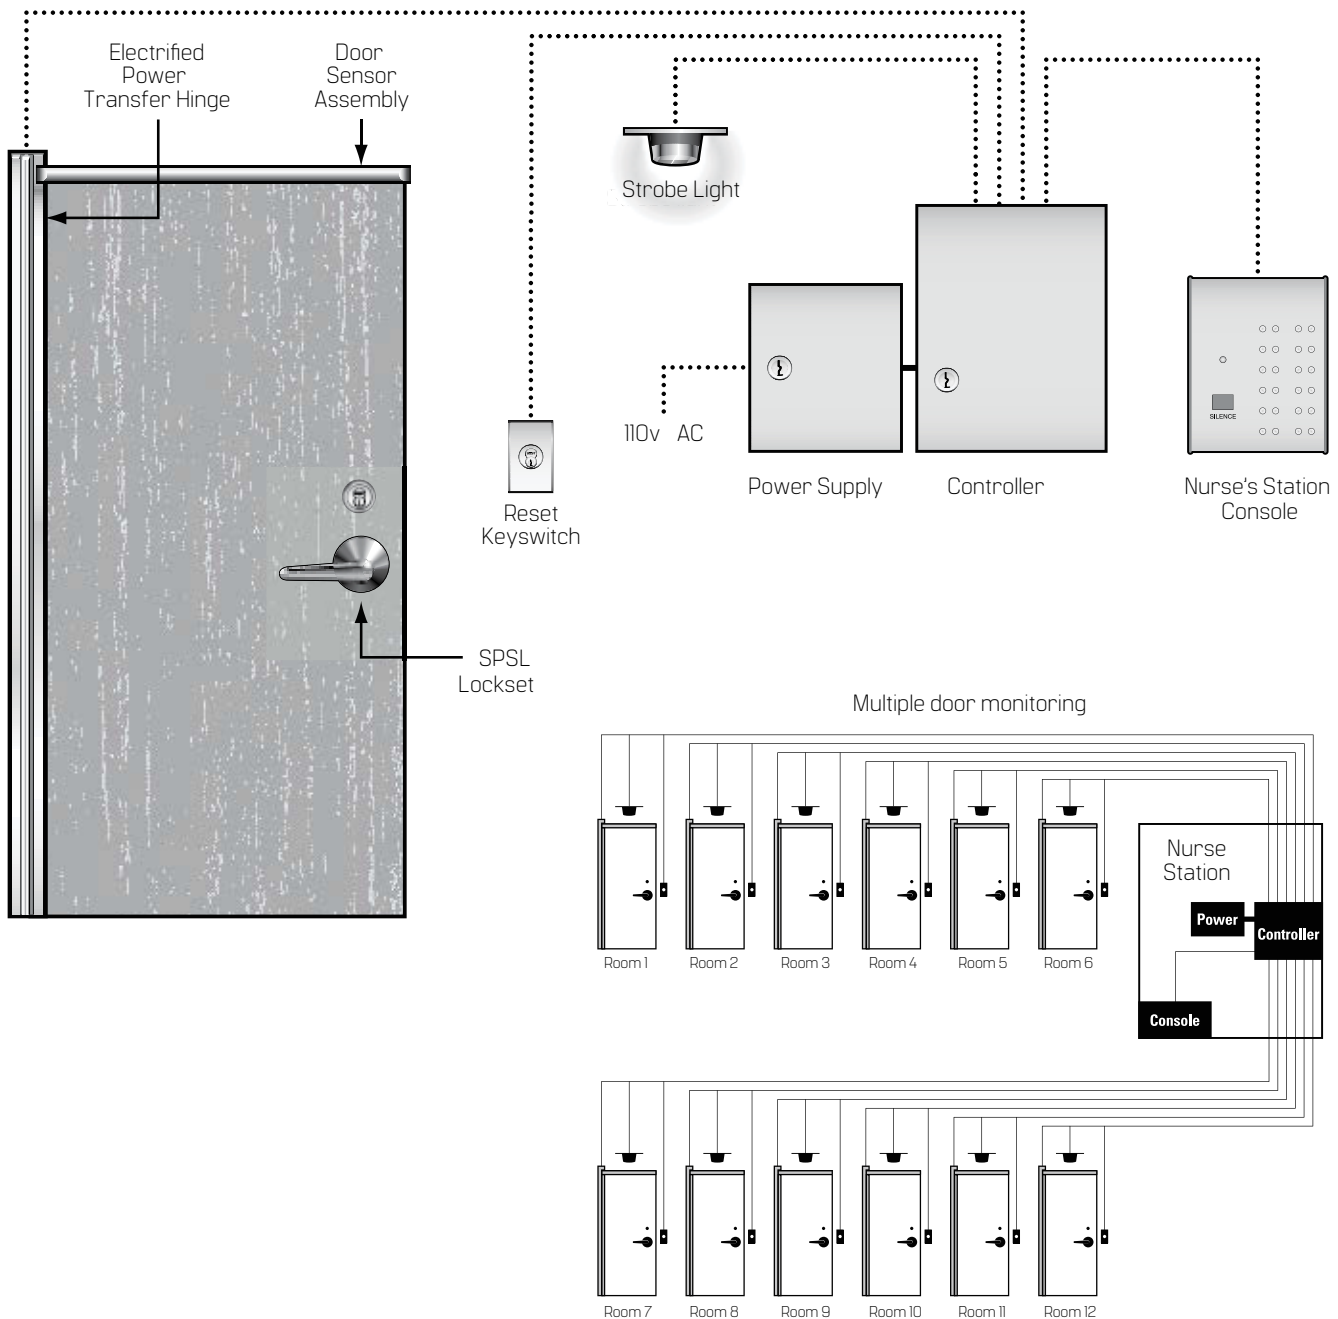 Electrified
Power
Transfer Hinge
Door
Sensor
Assembly
Strobe Light
110v AC
Power Supply
Controller
SILENCE
Nurse's Station
Console
Reset
Keyswitch
SPSL
Lockset
Multiple door monitoring
Nurse
Station
Power
Controller
Console
Room 1
Room 2
Room 3
Room 4
Room 5
Room 6
Room 7
Room 8
Room 9
Room 10
Room 11
Room 12